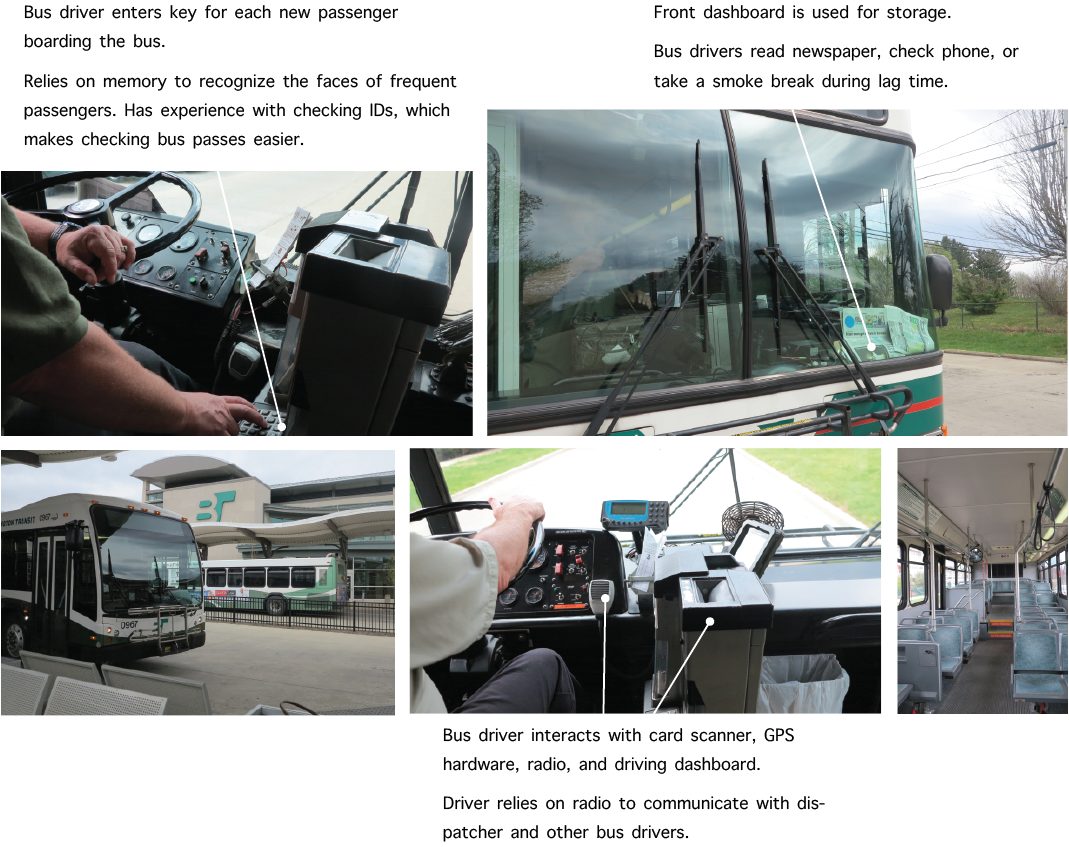 Bus driver enters key for each new passenger
boarding the bus.
Relies on memory to recognize the faces of frequent
passengers. Has experience with checking IDs, which
makes checking bus passes easier.
Front dashboard is used for storage.
Bus drivers read newspaper, check phone, or
take a smoke break during lag time.
BT
0967
Bus driver interacts with card scanner, GPS
hardware, radio, and driving dashboard.
Driver relies on radio to communicate with dis-
patcher and other bus drivers.